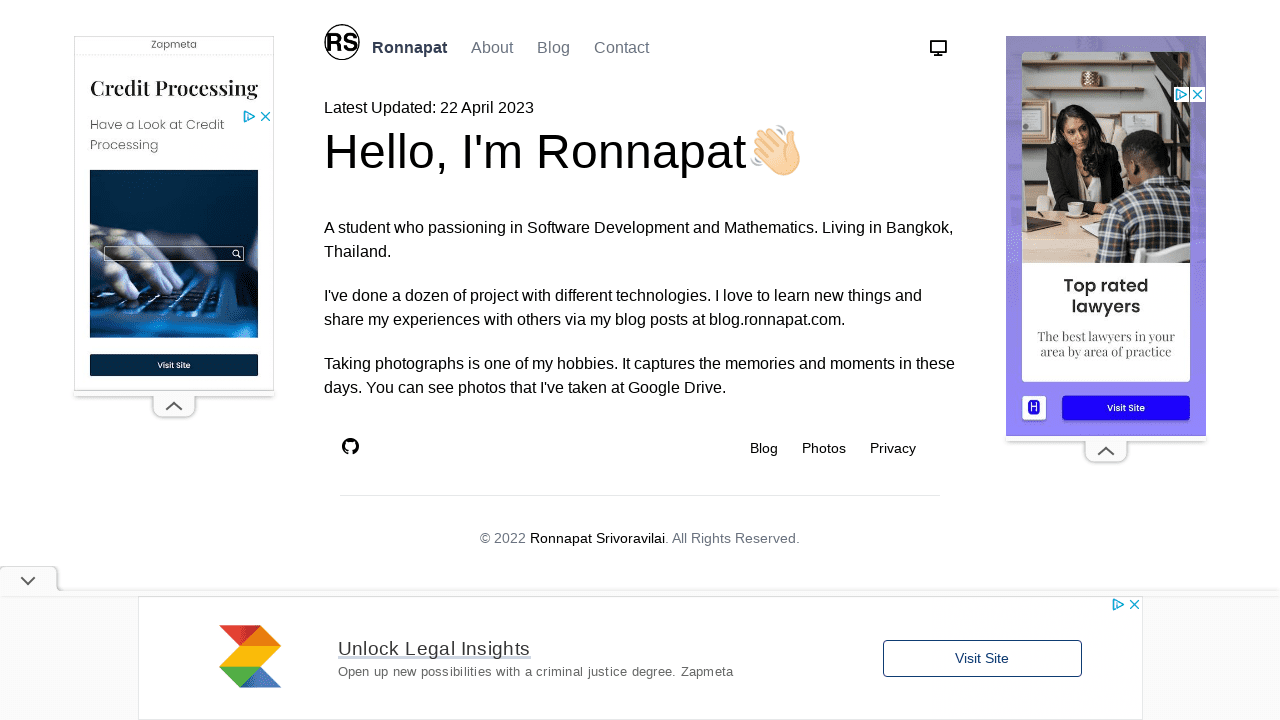 RS
Ronnapat
About
Blog
Contact
Latest Updated: 22 April 2023
Hello, I'm Ronnapat
A student who passioning in Software Development and Mathematics. Living in Bangkok,
Thailand.
I've done a dozen of project with different technologies. I love to learn new things and
share my experiences with others via my blog posts at blog.ronnapat.com.
Taking photographs is one of my hobbies. It captures the memories and moments in these
days. You can see photos that I've taken at Google Drive.
Blog
Photos
Privacy
© 2022 Ronnapat Srivoravilai. All Rights Reserved.
Zapmeta
Credit Processing
Have a Look at Credit
Processing
Visit Site
Top rated
lawyers
The best lawyers in your
area by area of practice
H
Visit Site
Unlock Legal Insights
Open up new possibilities with a criminal justice degree. Zapmeta
Visit Site